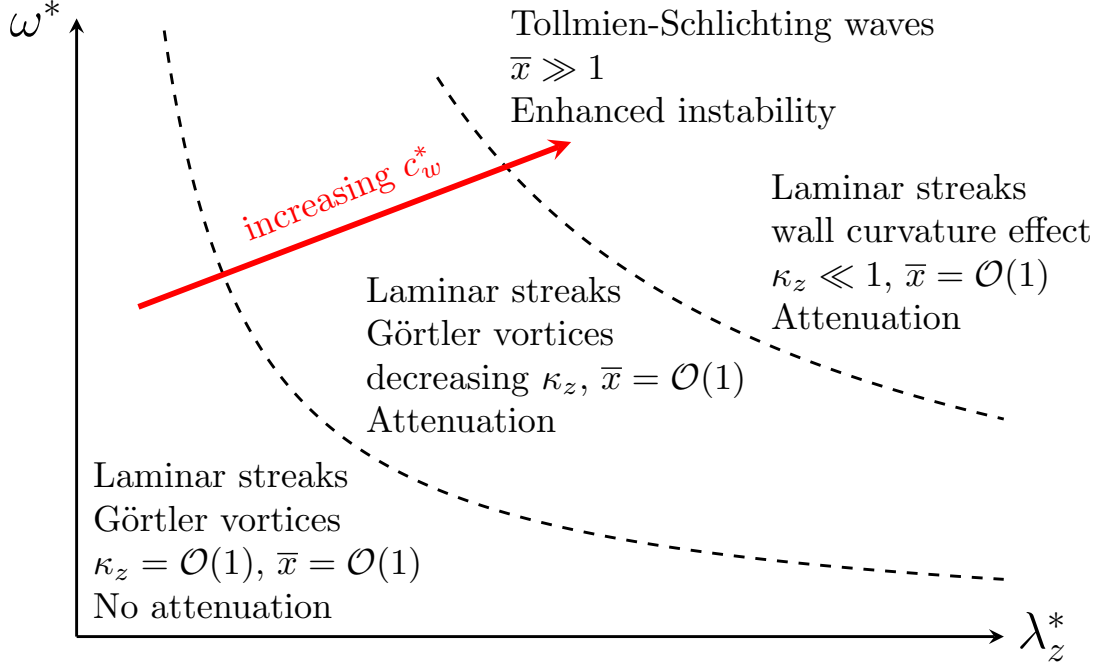 ω*
Tollmien-Schlichting waves
x̅ ≫ 1
Enhanced instability
increasing c*_w
Laminar streaks
wall curvature effect
κ_z ≪ 1, x̅ = 𝒪(1)
Attenuation
Laminar streaks
Görtler vortices
decreasing κ_z, x̅ = 𝒪(1)
Attenuation
Laminar streaks
Görtler vortices
κ_z = 𝒪(1), x̅ = 𝒪(1)
No attenuation
λ*_z